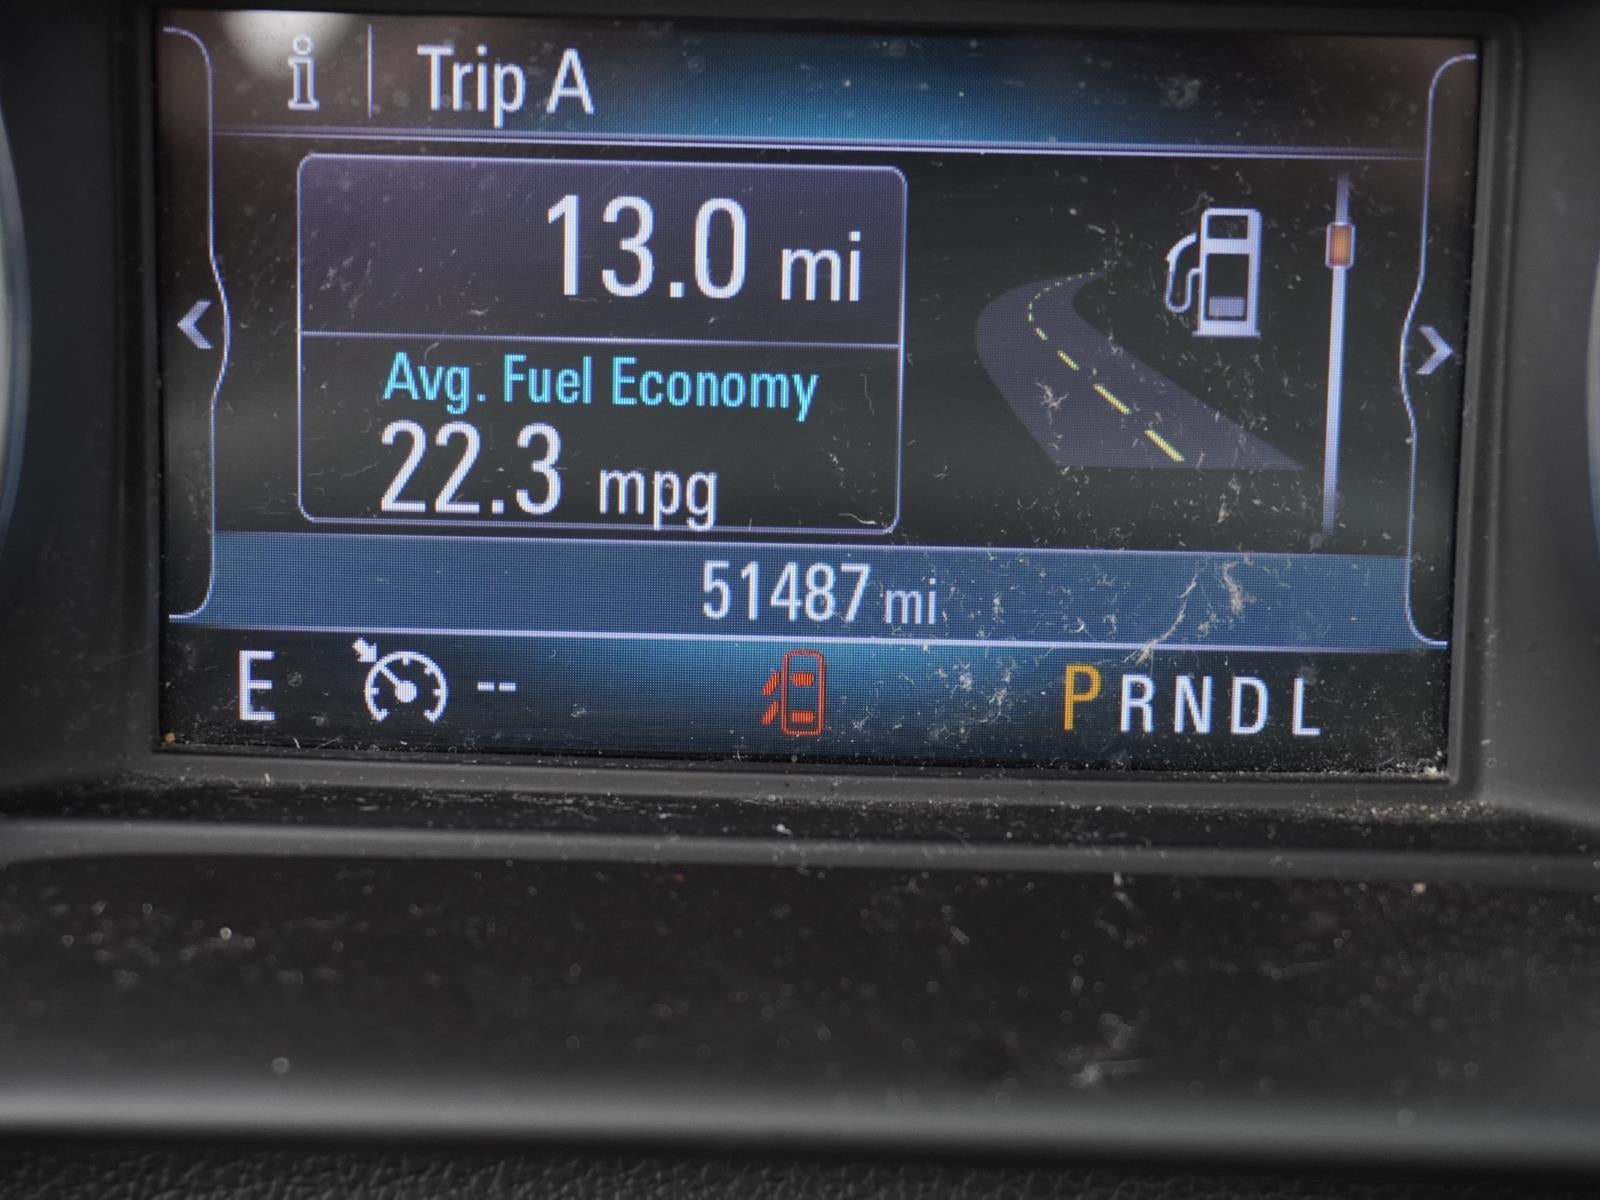 i Trip A
13.0 mi
Avg. Fuel Economy
22.3 mpg
51487 mi
E -- PRNDL